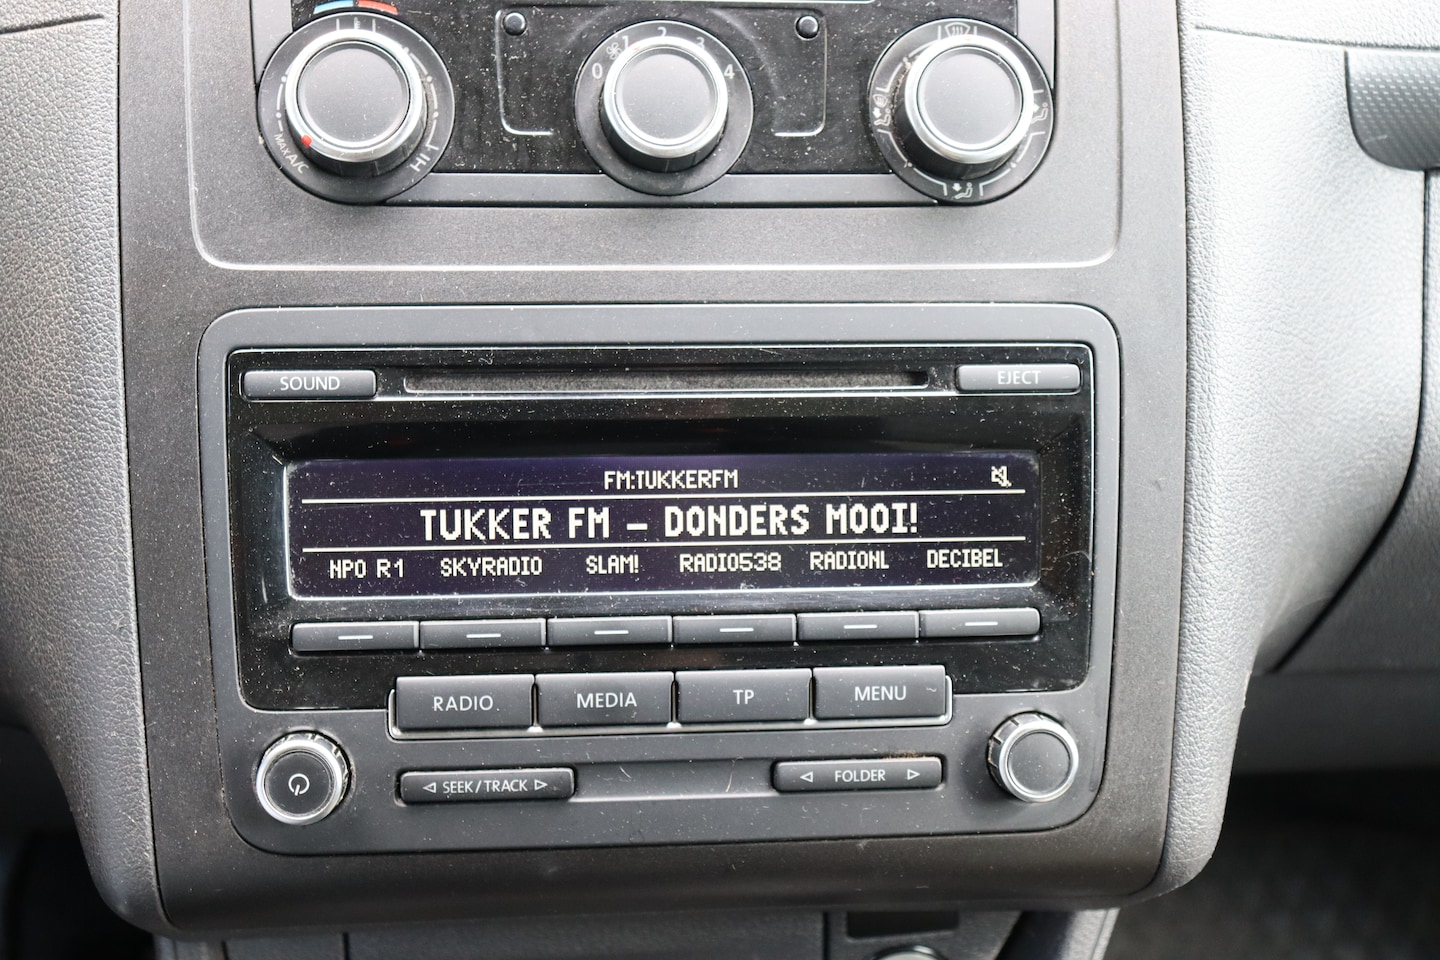 1 2 3
0 4
MAX A/C
HI
SOUND
EJECT
FM:TUKKERFM
TUKKER FM - DONDERS MOOI!
NPO R1 SKYRADIO SLAM! RADIO538 RADIONL DECIBEL
RADIO MEDIA TP MENU
SEEK/TRACK
FOLDER